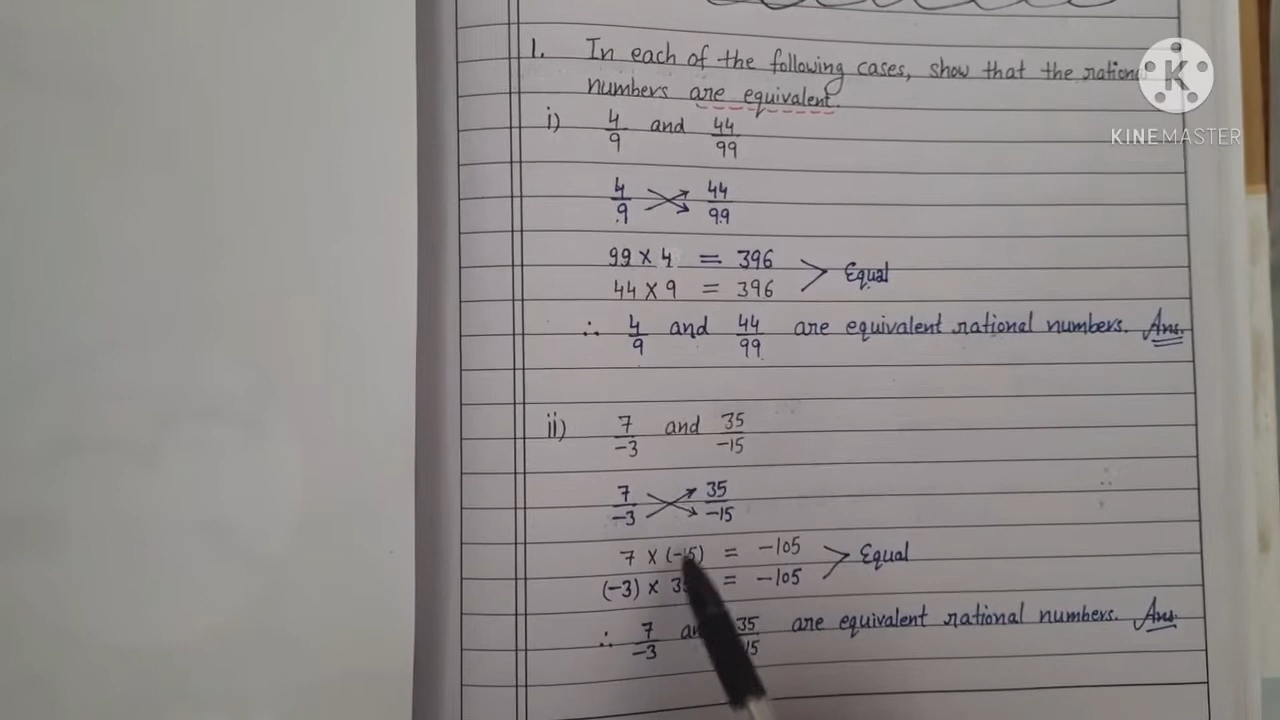 1. In each of the following cases, show that the rational
numbers are equivalent.
i) 4/9 and 44/99
4/9 44/99
99 × 4 = 396
44 × 9 = 396 > Equal
∴ 4/9 and 44/99 are equivalent rational numbers. Ans.
ii) 7/-3 and 35/-15
7/-3 35/-15
7 × (-15) = -105
(-3) × 35 = -105 > Equal
∴ 7/-3 and 35/-15 are equivalent rational numbers. Ans.
K
KINEMASTER